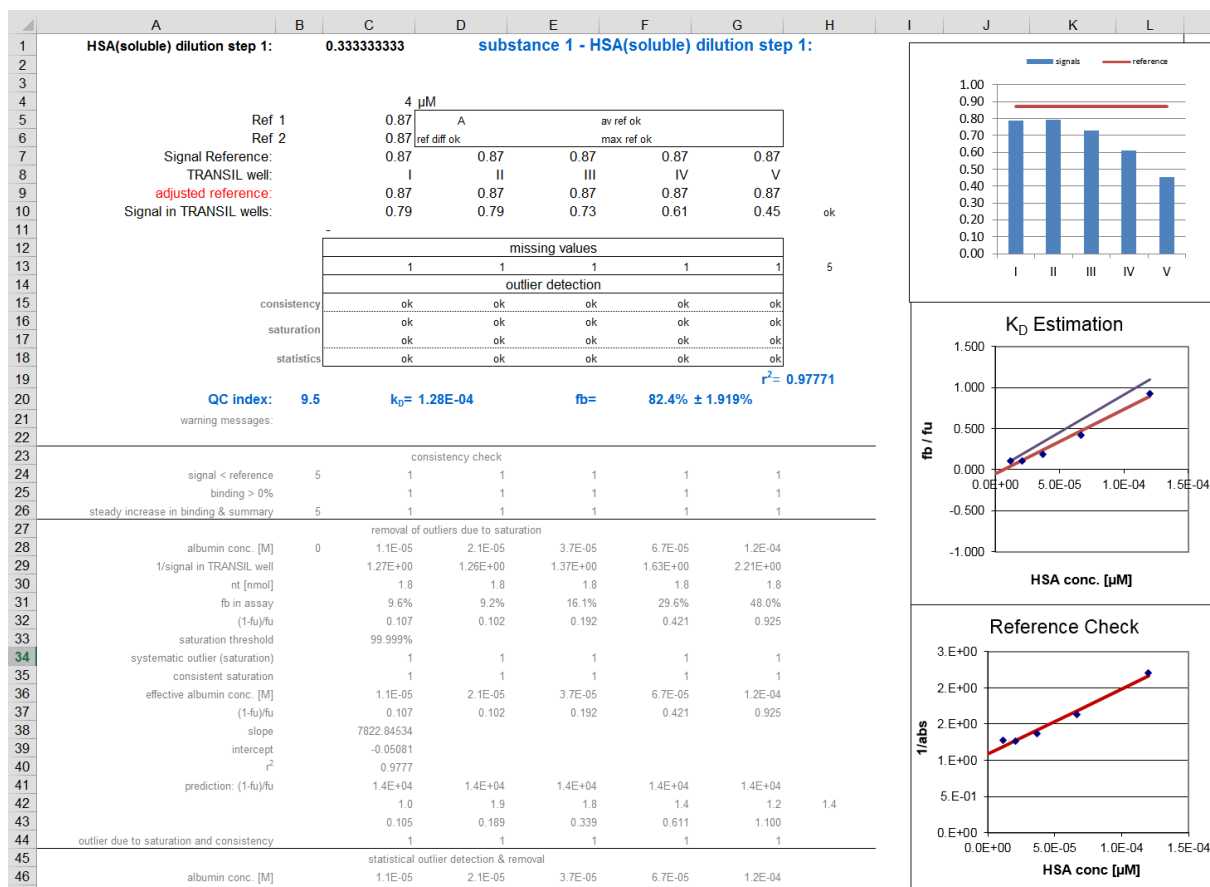 A B C D E F G H I J K L
1 HSA(soluble) dilution step 1: 0.333333333 substance 1 - HSA(soluble) dilution step 1:
2
3
4 4 µM
5 Ref 1 0.87 A av ref ok
6 Ref 2 0.87 ref diff ok max ref ok
7 Signal Reference: 0.87 0.87 0.87 0.87 0.87
8 TRANSIL well: I II III IV V
9 adjusted reference: 0.87 0.87 0.87 0.87 0.87
10 Signal in TRANSIL wells: 0.79 0.79 0.73 0.61 0.45 ok
11 -
12 missing values
13 1 1 1 1 1 5
14 outlier detection
15 consistency ok ok ok ok ok
16 saturation ok ok ok ok ok
17 ok ok ok ok ok
18 statistics ok ok ok ok ok
19 r²= 0.97771
20 QC index: 9.5 kD= 1.28E-04 fb= 82.4% ± 1.919%
21 warning messages:
22
23 consistency check
24 signal < reference 5 1 1 1 1 1
25 binding > 0% 1 1 1 1 1
26 steady increase in binding & summary 5 1 1 1 1 1
27 removal of outliers due to saturation
28 albumin conc. [M] 0 1.1E-05 2.1E-05 3.7E-05 6.7E-05 1.2E-04
29 1/signal in TRANSIL well 1.27E+00 1.26E+00 1.37E+00 1.63E+00 2.21E+00
30 nt [nmol] 1.8 1.8 1.8 1.8 1.8
31 fb in assay 9.6% 9.2% 16.1% 29.6% 48.0%
32 (1-fu)/fu 0.107 0.102 0.192 0.421 0.925
33 saturation threshold 99.999%
34 systematic outlier (saturation) 1 1 1 1 1
35 consistent saturation 1 1 1 1 1
36 effective albumin conc. [M] 1.1E-05 2.1E-05 3.7E-05 6.7E-05 1.2E-04
37 (1-fu)/fu 0.107 0.102 0.192 0.421 0.925
38 slope 7822.84534
39 intercept -0.05081
40 r² 0.9777
41 prediction: (1-fu)/fu 1.4E+04 1.4E+04 1.4E+04 1.4E+04 1.4E+04
42 1.0 1.9 1.8 1.4 1.2 1.4
43 0.105 0.189 0.339 0.611 1.100
44 outlier due to saturation and consistency 1 1 1 1 1
45 statistical outlier detection & removal
46 albumin conc. [M] 1.1E-05 2.1E-05 3.7E-05 6.7E-05 1.2E-04
signals reference
1.00
0.90
0.80
0.70
0.60
0.50
0.40
0.30
0.20
0.10
0.00
I II III IV V
KD Estimation
1.500
1.000
0.500
0.000
-0.500
-1.000
fb / fu
0.0E+00 5.0E-05 1.0E-04 1.5E-04
HSA conc. [µM]
Reference Check
3.E+00
2.E+00
2.E+00
1.E+00
5.E-01
0.E+00
1/abs
0.0E+00 5.0E-05 1.0E-04 1.5E-04
HSA conc [µM]